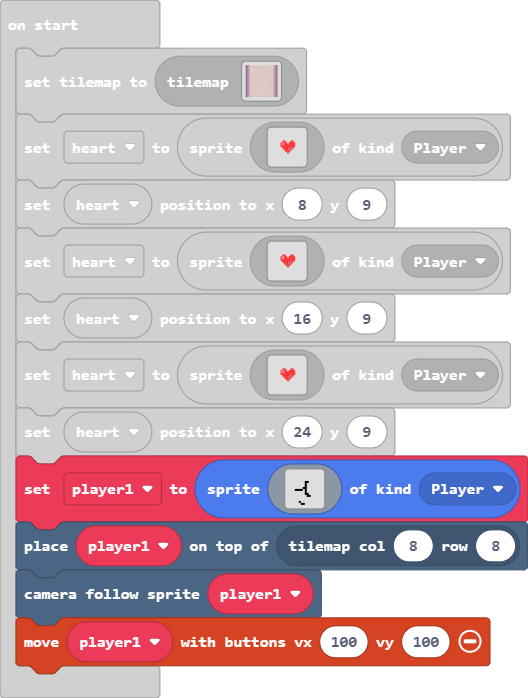 on start
set tilemap to tilemap
set heart to sprite of kind Player
set heart position to x 8 y 9
set heart to sprite of kind Player
set heart position to x 16 y 9
set heart to sprite of kind Player
set heart position to x 24 y 9
set player1 to sprite of kind Player
place player1 on top of tilemap col 8 row 8
camera follow sprite player1
move player1 with buttons vx 100 vy 100